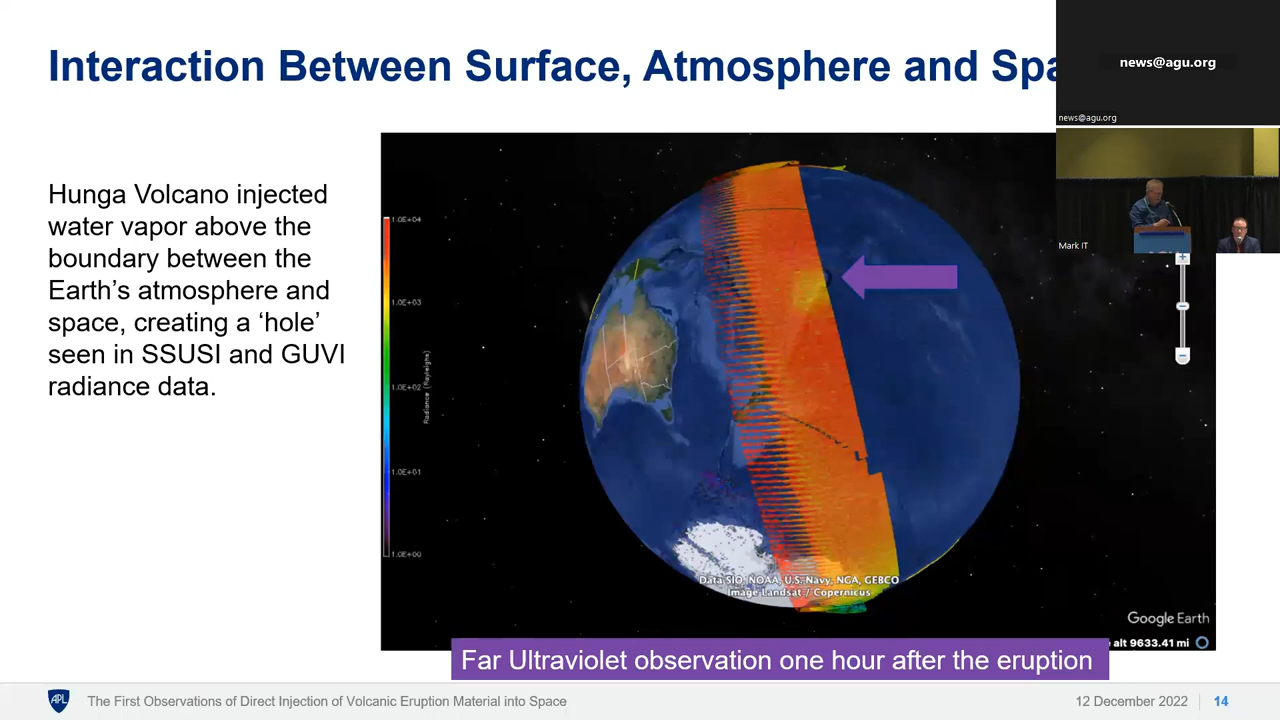 Interaction Between Surface, Atmosphere and Spa
news@agu.org
news@agu.org
Mark IT
Hunga Volcano injected
water vapor above the
boundary between the
Earth's atmosphere and
space, creating a 'hole'
seen in SSUSI and GUVI
radiance data.
1.0E+04
1.0E+03
1.0E+02
1.0E+01
1.0E+00
Radiance (Rayleighs)
Data SIO, NOAA, U.S. Navy, NGA, GEBCO
Image Landsat / Copernicus
Google Earth
alt 9633.41 mi
Far Ultraviolet observation one hour after the eruption
APL
The First Observations of Direct Injection of Volcanic Eruption Material into Space
12 December 2022
14